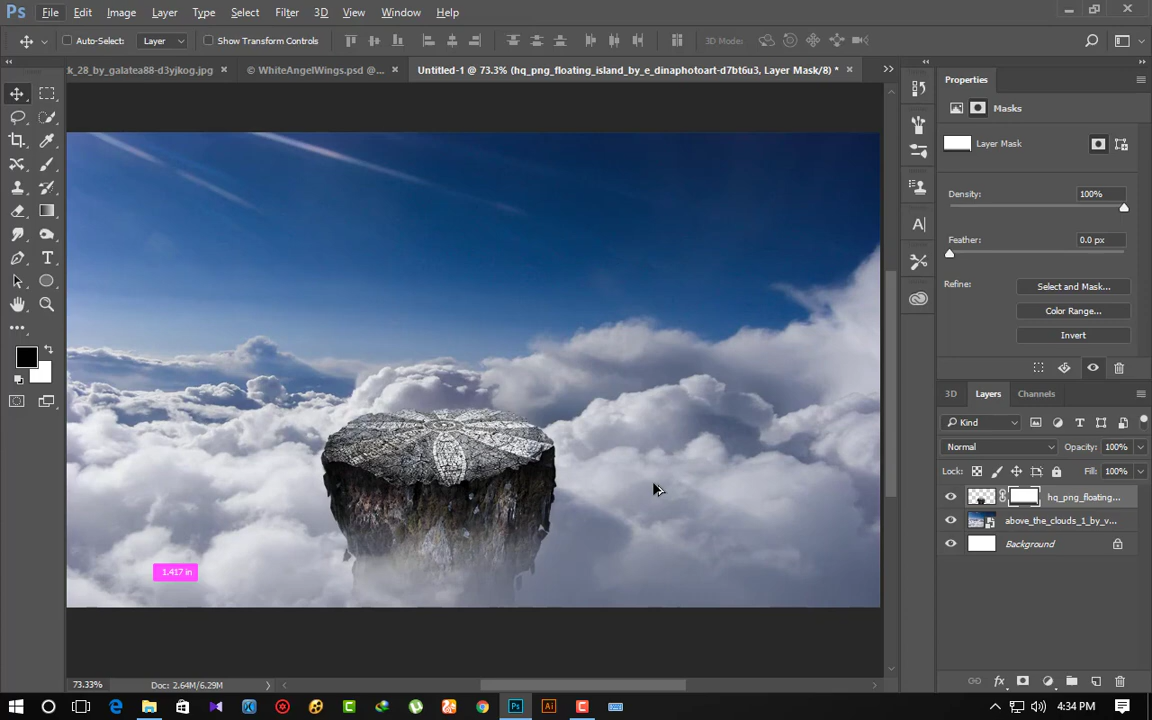 Ps File Edit Image Layer Type Select Filter 3D View Window Help
Auto-Select: Layer Show Transform Controls 3D Mode:
k_28_by_galatea88-d3yjkog.jpg × © WhiteAngelWings.psd @... × Untitled-1 @ 73.3% (hq_png_floating_island_by_e_dinaphotoart-d7bt6u3, Layer Mask/8) * ×
Properties
Masks
Layer Mask
Density: 100%
Feather: 0.0 px
Refine: Select and Mask...
Color Range...
Invert
3D Layers Channels
Kind
Normal Opacity: 100%
Lock: Fill: 100%
hq_png_floating...
above_the_clouds_1_by_v...
Background
1.417 in
73.33% Doc: 2.64M/6.29M
Ps Ai 4:34 PM